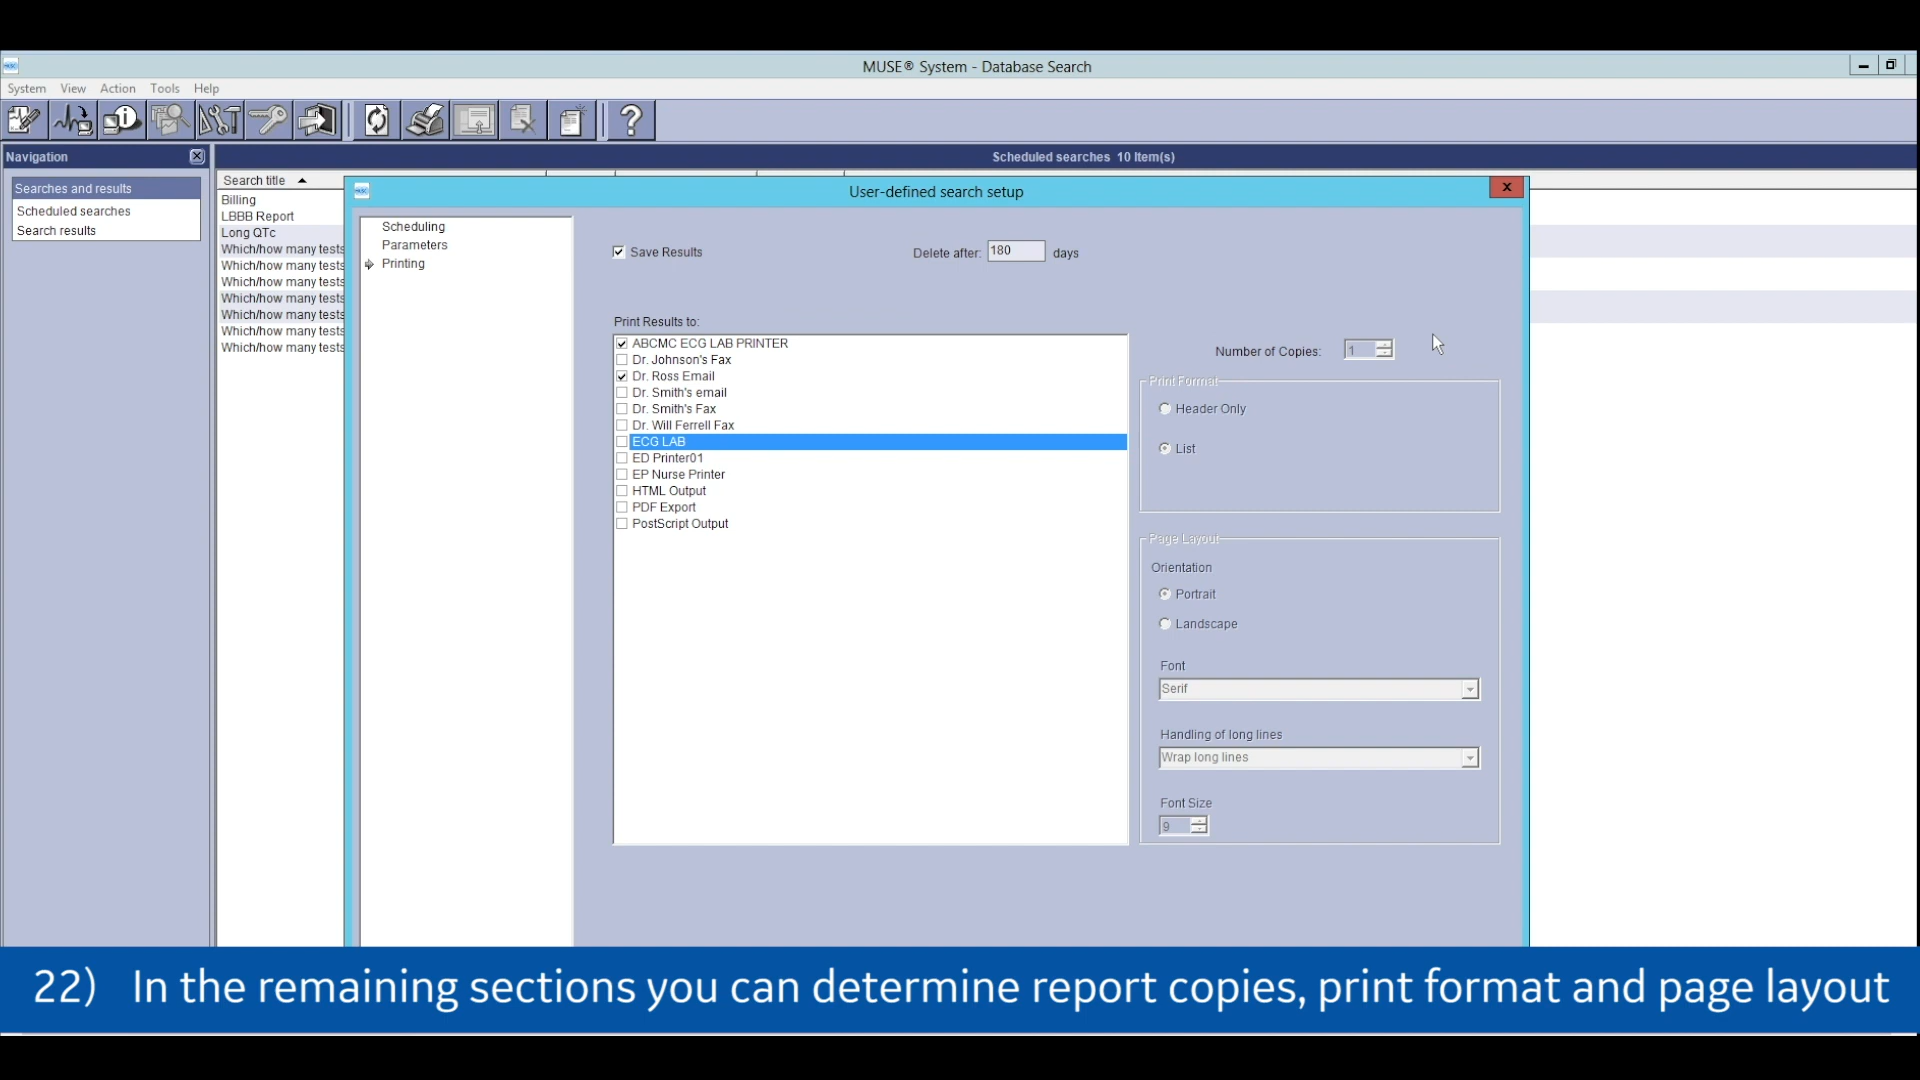 MUSE® System - Database Search
System View Action Tools Help
Navigation
Scheduled searches 10 Item(s)
Searches and results
Scheduled searches
Search results
Search title
Billing
LBBB Report
Long QTc
Which/how many tests
Which/how many tests
Which/how many tests
Which/how many tests
Which/how many tests
Which/how many tests
Which/how many tests
User-defined search setup
Scheduling
Parameters
Printing
Save Results
Delete after: 180 days
Print Results to:
ABCMC ECG LAB PRINTER
Dr. Johnson's Fax
Dr. Ross Email
Dr. Smith's email
Dr. Smith's Fax
Dr. Will Ferrell Fax
ECG LAB
ED Printer01
EP Nurse Printer
HTML Output
PDF Export
PostScript Output
Number of Copies: 1
Print Format
Header Only
List
Page Layout
Orientation
Portrait
Landscape
Font
Serif
Handling of long lines
Wrap long lines
Font Size
9
22) In the remaining sections you can determine report copies, print format and page layout